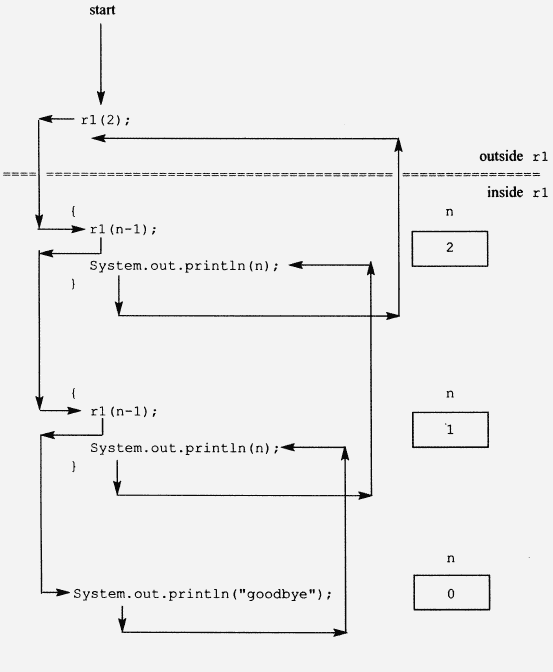 start
r1(2);
outside r1
========================================
inside r1
{ n
r1(n-1); 2
System.out.println(n);
}
{ n
r1(n-1); 1
System.out.println(n);
}
n
System.out.println("goodbye"); 0